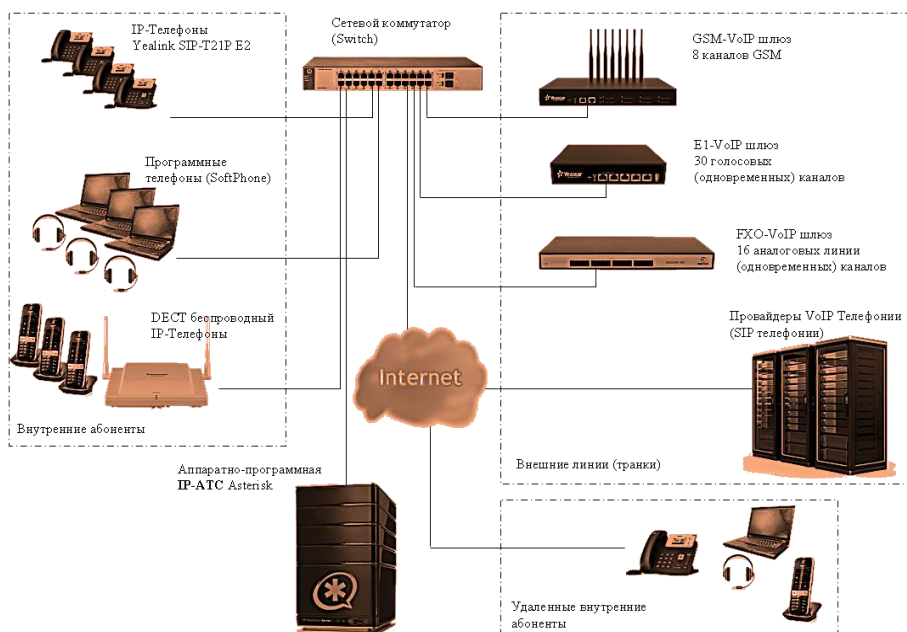 IP-Телефоны
Yealink SIP-T21P E2
Сетевой коммутатор
(Switch)
GSM-VoIP шлюз
8 каналов GSM
E1-VoIP шлюз
30 голосовых
(одновременных) каналов
Программные
телефоны (SoftPhone)
FXO-VoIP шлюз
16 аналоговых линии
(одновременных) каналов
DECT беспроводный
IP-Телефоны
Провайдеры VoIP Телефонии
(SIP телефонии)
Internet
Внутренние абоненты
Внешние линии (транки)
Аппаратно-программная
IP-АТС Asterisk
Удаленные внутренние
абоненты